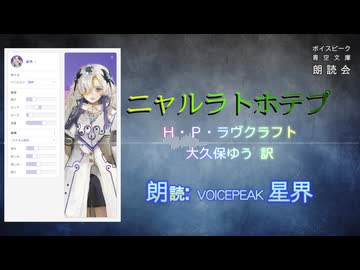 ボイスピーク
青空文庫
朗読会
星界
ニャルラトホテプ
H・P・ラヴクラフト
大久保ゆう 訳
朗読: VOICEPEAK 星界